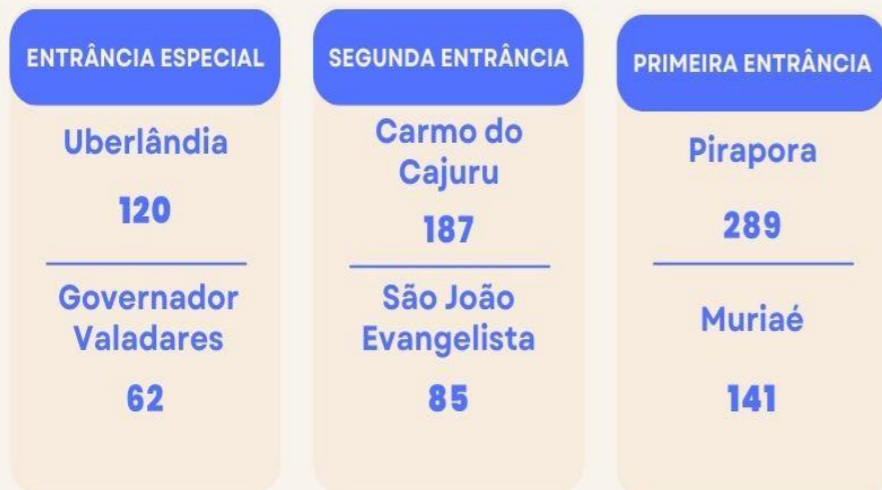 ENTRÂNCIA ESPECIAL
Uberlândia
120
Governador
Valadares
62
SEGUNDA ENTRÂNCIA
Carmo do
Cajuru
187
São João
Evangelista
85
PRIMEIRA ENTRÂNCIA
Pirapora
289
Muriaé
141